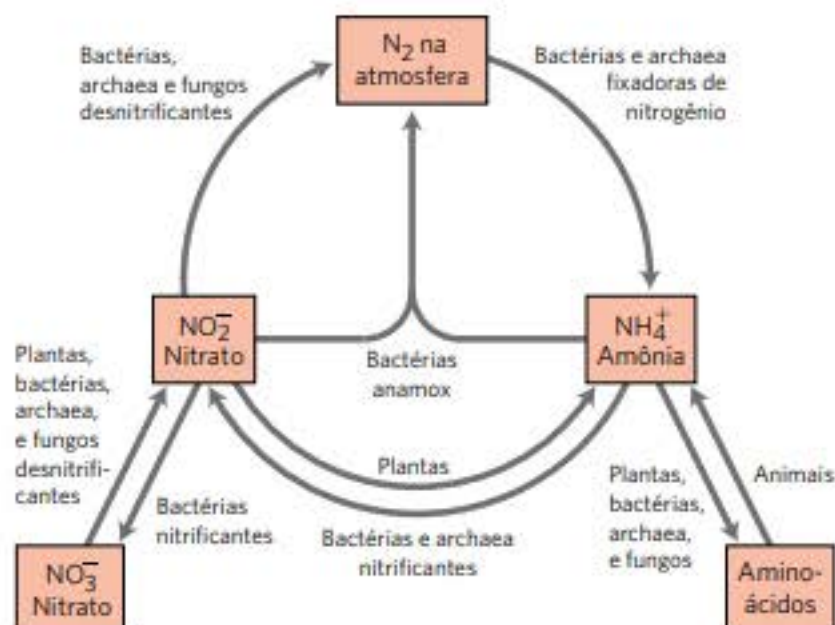 N₂ na
atmosfera
Bactérias,
archaea e fungos
desnitrificantes
Bactérias e archaea
fixadoras de
nitrogênio
NO₂⁻
Nitrato
NH₄⁺
Amônia
Bactérias
anamox
Plantas,
bactérias,
archaea,
e fungos
desnitrifi-
cantes
Bactérias
nitrificantes
Plantas
Bactérias e archaea
nitrificantes
Plantas,
bactérias,
archaea,
e fungos
Animais
NO₃⁻
Nitrato
Amino-
ácidos